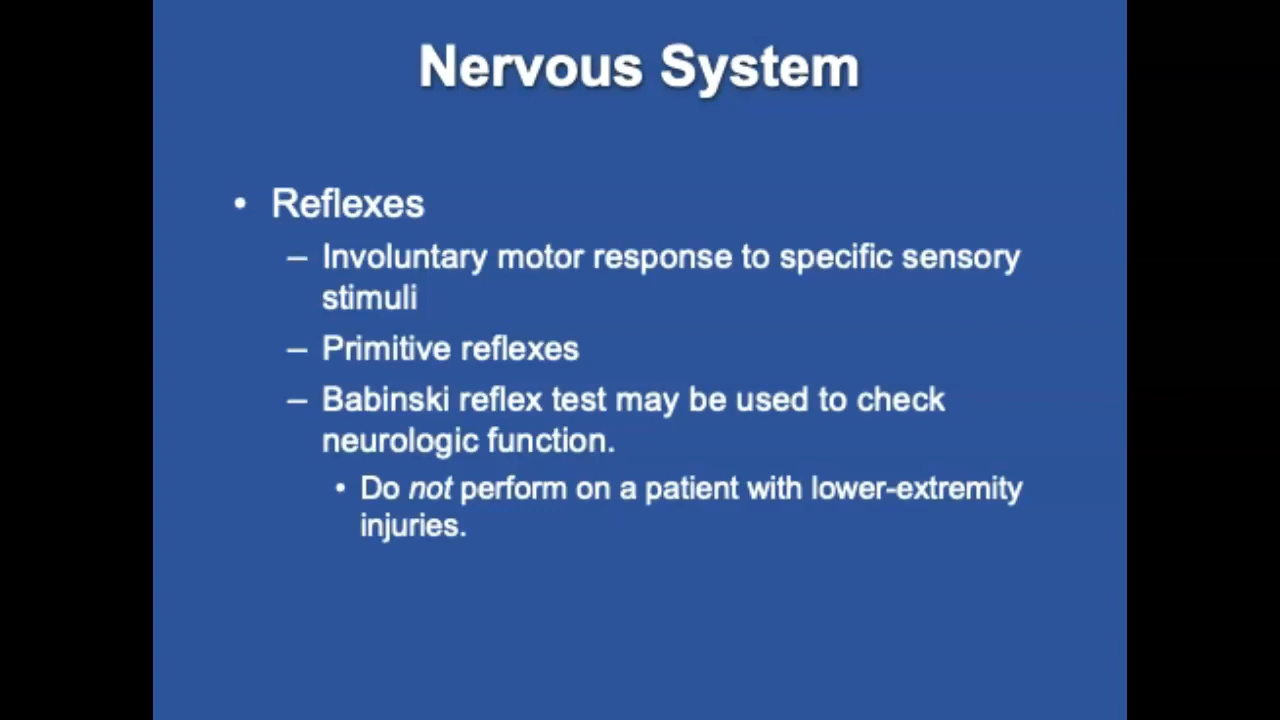 Nervous System
• Reflexes
– Involuntary motor response to specific sensory
stimuli
– Primitive reflexes
– Babinski reflex test may be used to check
neurologic function.
• Do not perform on a patient with lower-extremity
injuries.